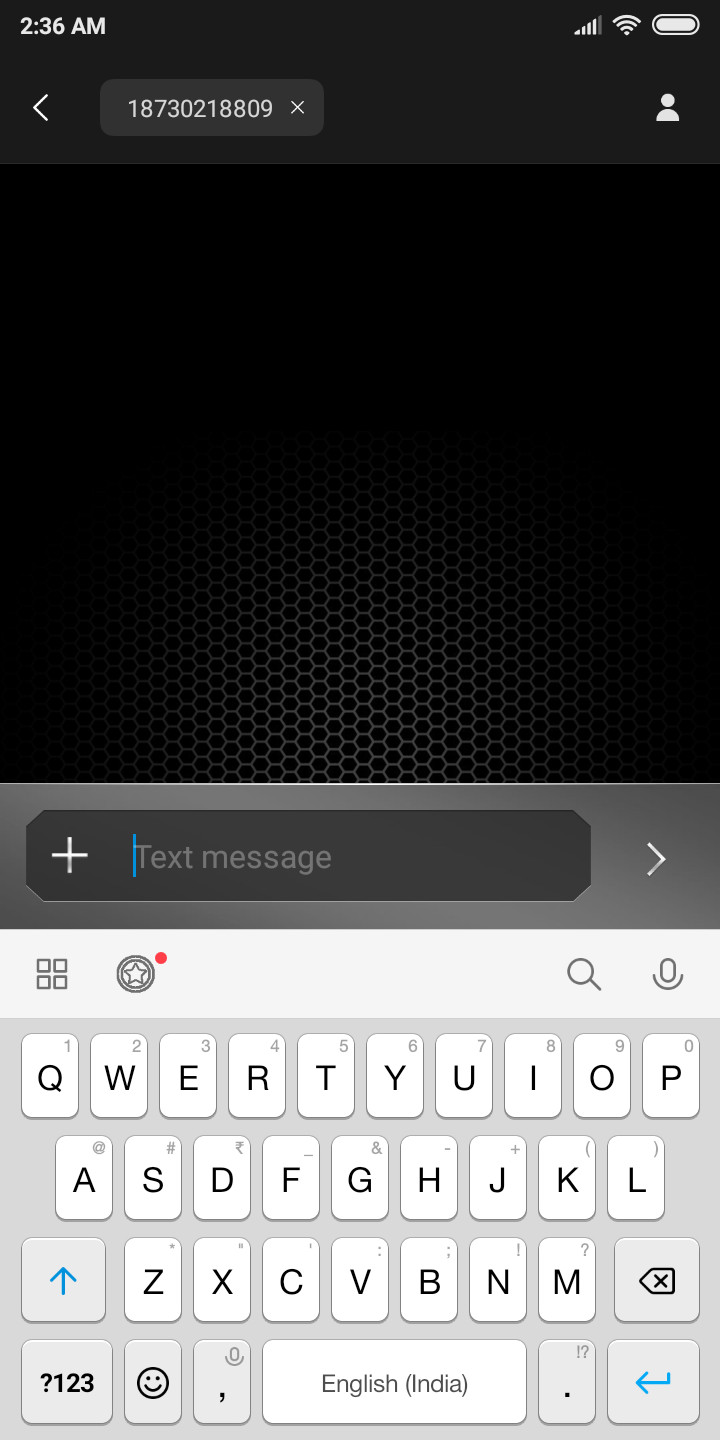 2:36 AM
18730218809
Text message
1 2 3 4 5 6 7 8 9 0
Q W E R T Y U I O P
@ # ₹ _ & - + ( )
A S D F G H J K L
* " ' : ; ! ?
Z X C V B N M
!?
?123 , English (India) .